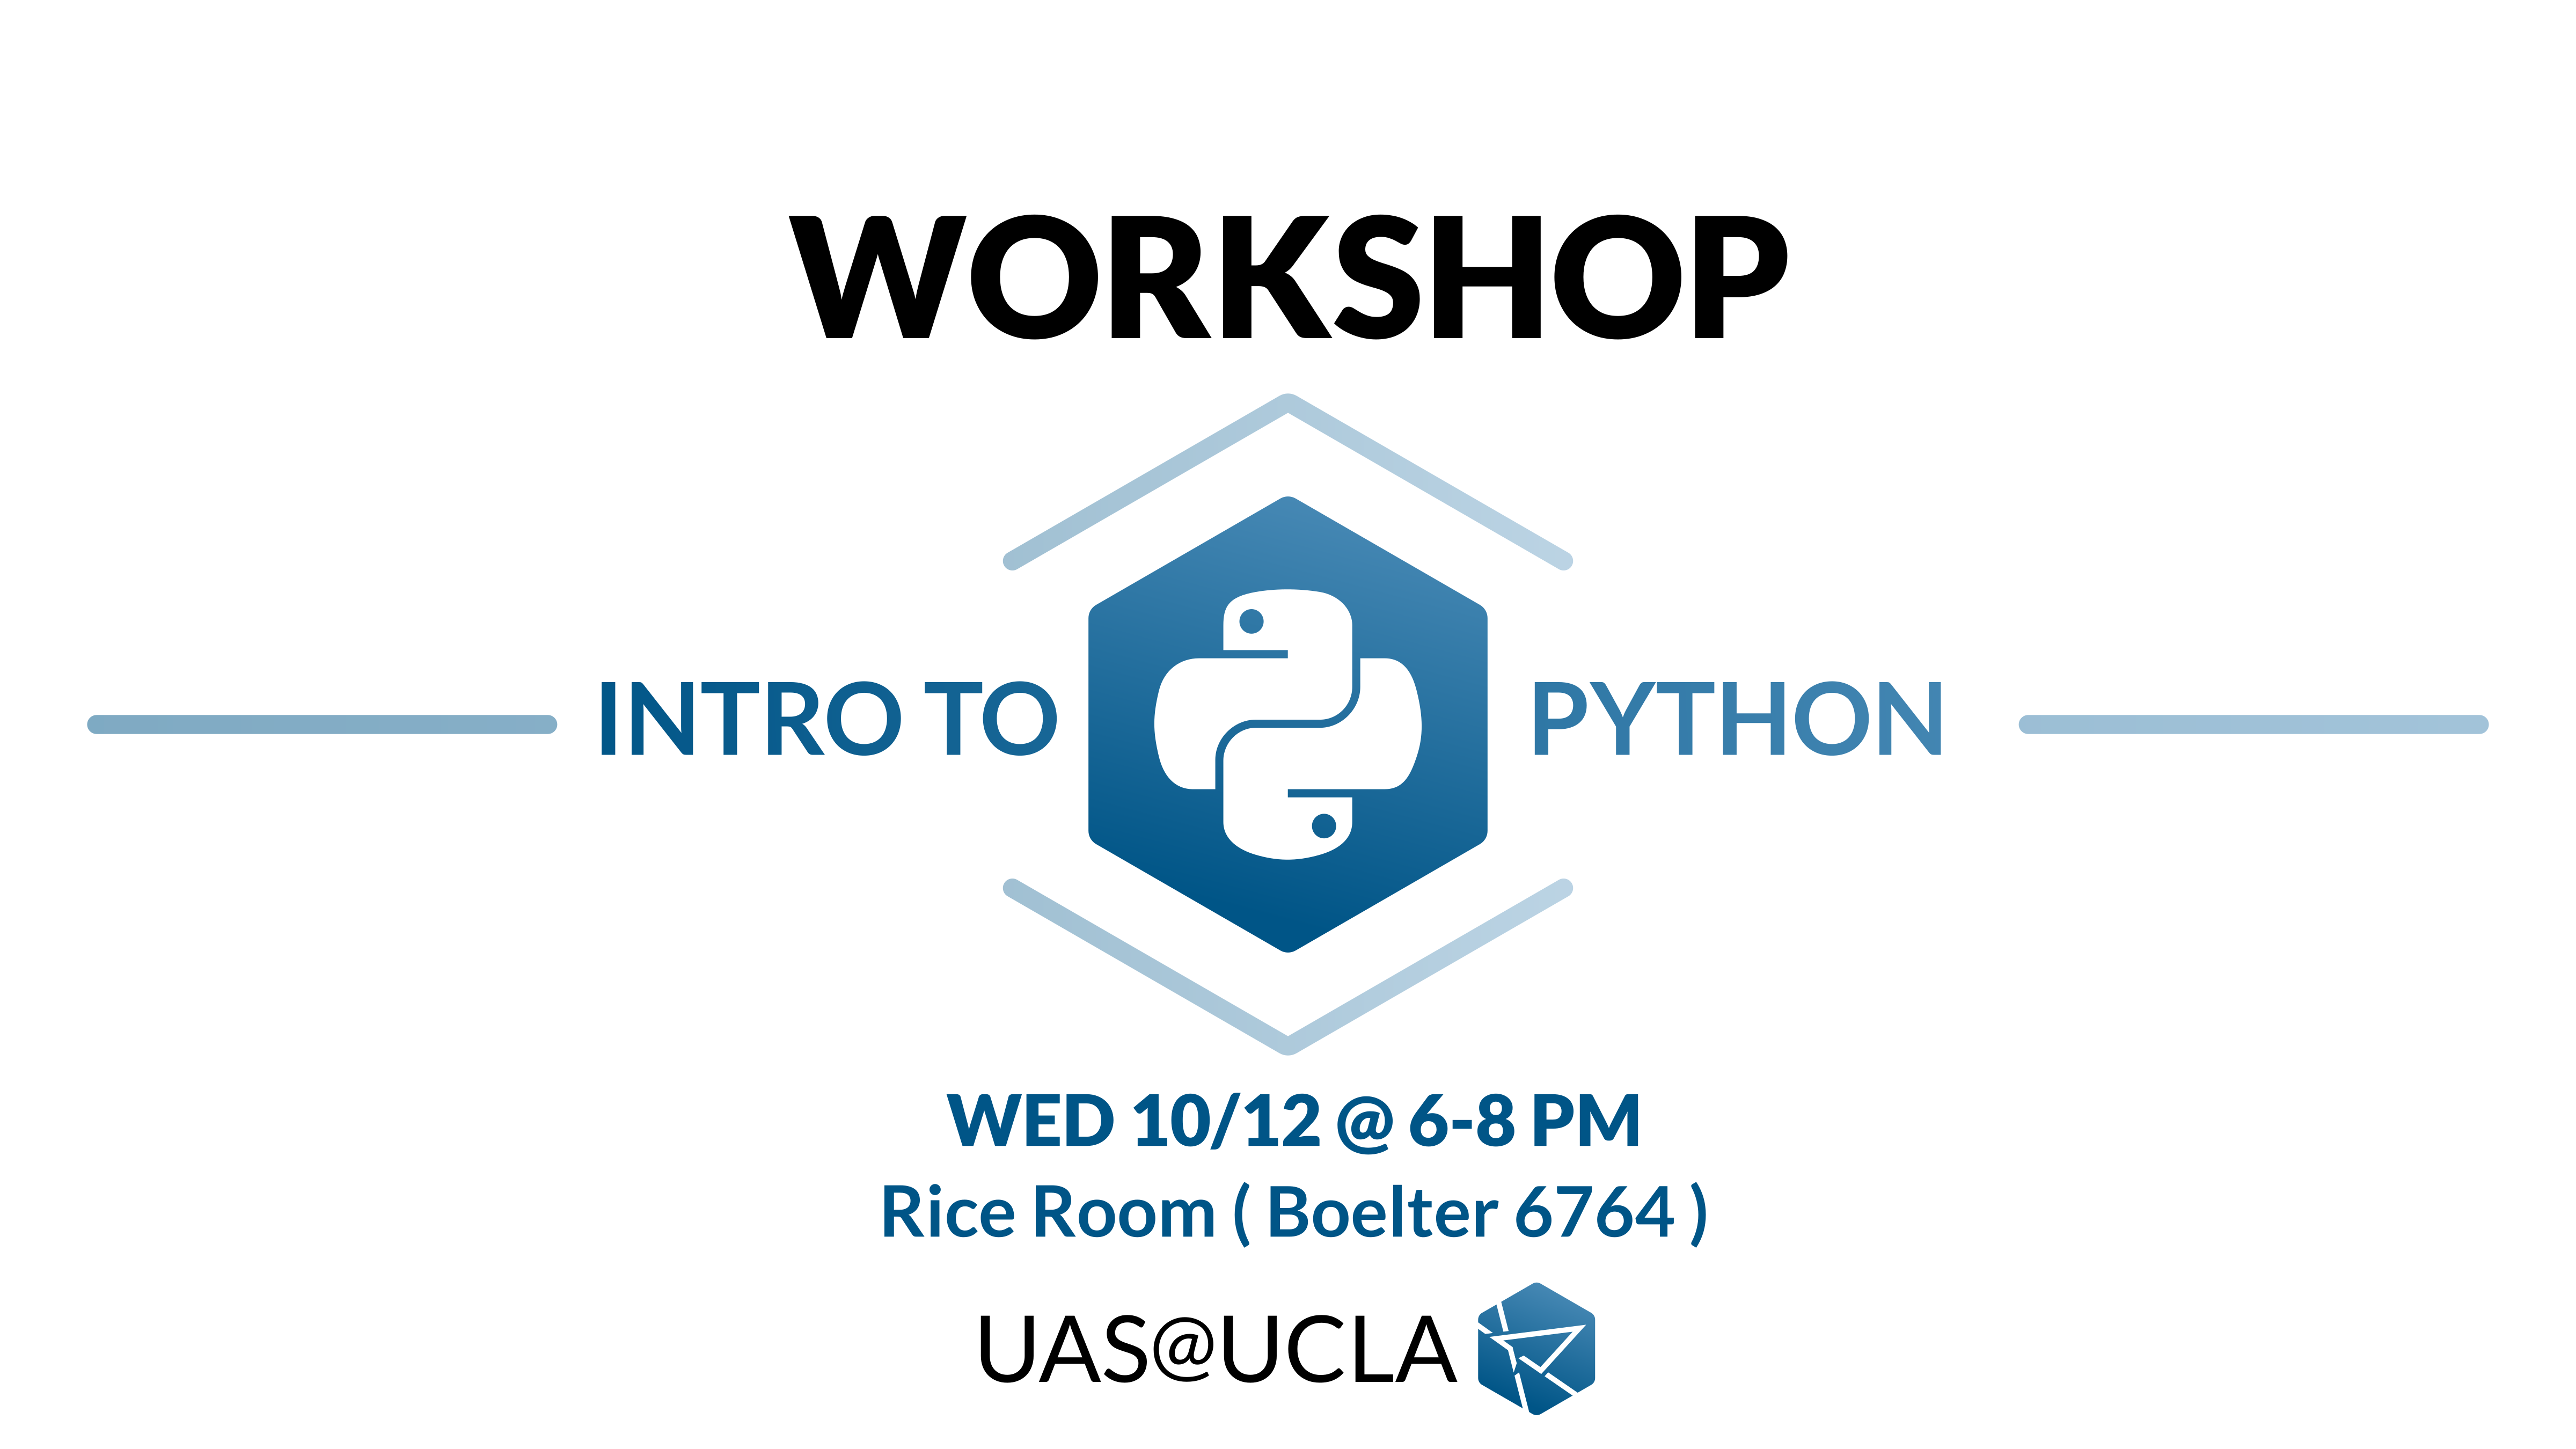 WORKSHOP
INTRO TO PYTHON
WED 10/12 @ 6-8 PM
Rice Room ( Boelter 6764 )
UAS@UCLA